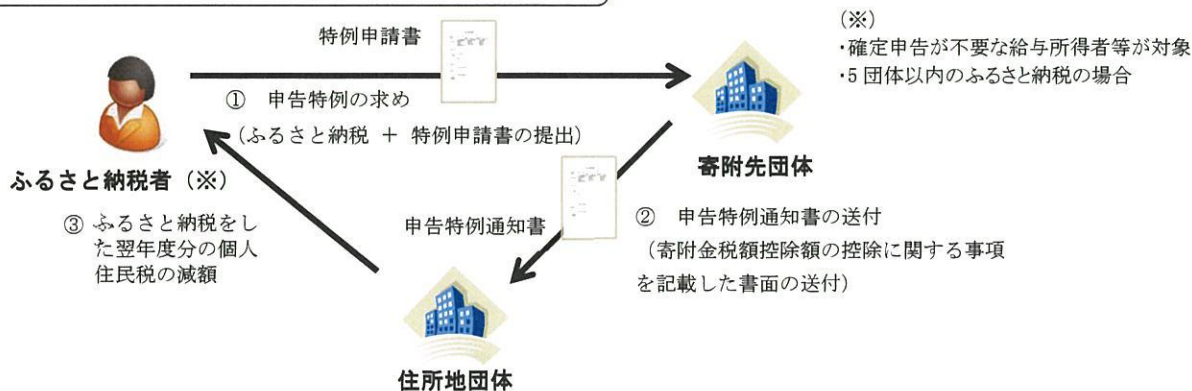 特例申請書
① 申告特例の求め
(ふるさと納税 + 特例申請書の提出)
(※)
・確定申告が不要な給与所得者等が対象
・5 団体以内のふるさと納税の場合
ふるさと納税者(※)
寄附先団体
③ ふるさと納税をし
た翌年度分の個人
住民税の減額
申告特例通知書
② 申告特例通知書の送付
(寄附金税額控除額の控除に関する事項
を記載した書面の送付)
住所地団体